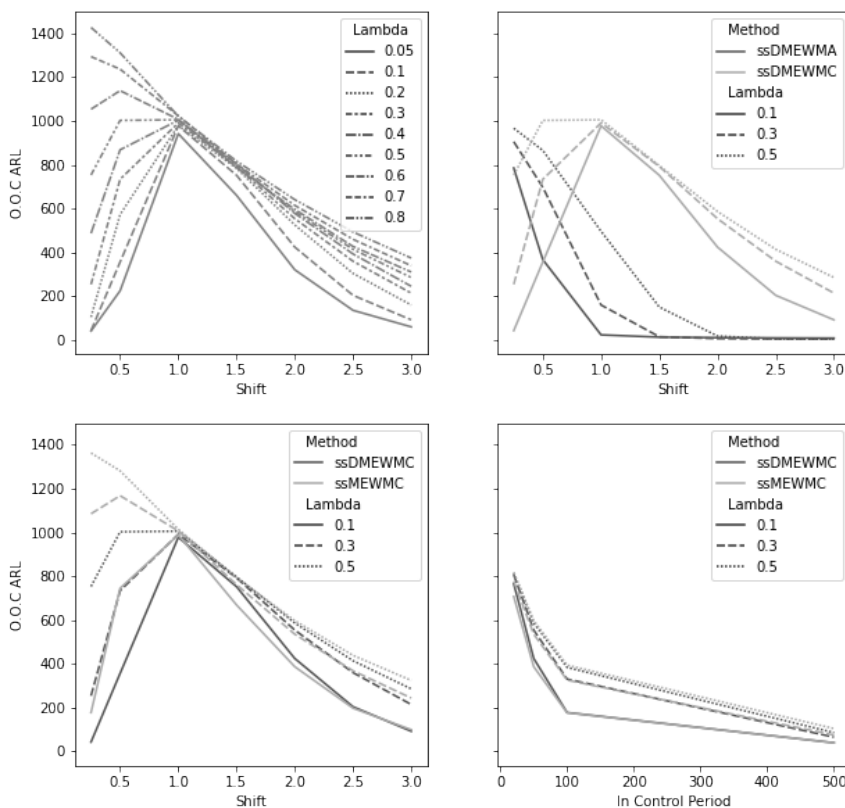 1400
1200
1000
800
600
400
200
0
O.O.C ARL
0.5 1.0 1.5 2.0 2.5 3.0
Shift
Lambda
0.05
0.1
0.2
0.3
0.4
0.5
0.6
0.7
0.8
0.5 1.0 1.5 2.0 2.5 3.0
Shift
Method
ssDMEWMA
ssDMEWMC
Lambda
0.1
0.3
0.5
1400
1200
1000
800
600
400
200
0
O.O.C ARL
0.5 1.0 1.5 2.0 2.5 3.0
Shift
Method
ssDMEWMC
ssMEWMC
Lambda
0.1
0.3
0.5
0 100 200 300 400 500
In Control Period
Method
ssDMEWMC
ssMEWMC
Lambda
0.1
0.3
0.5